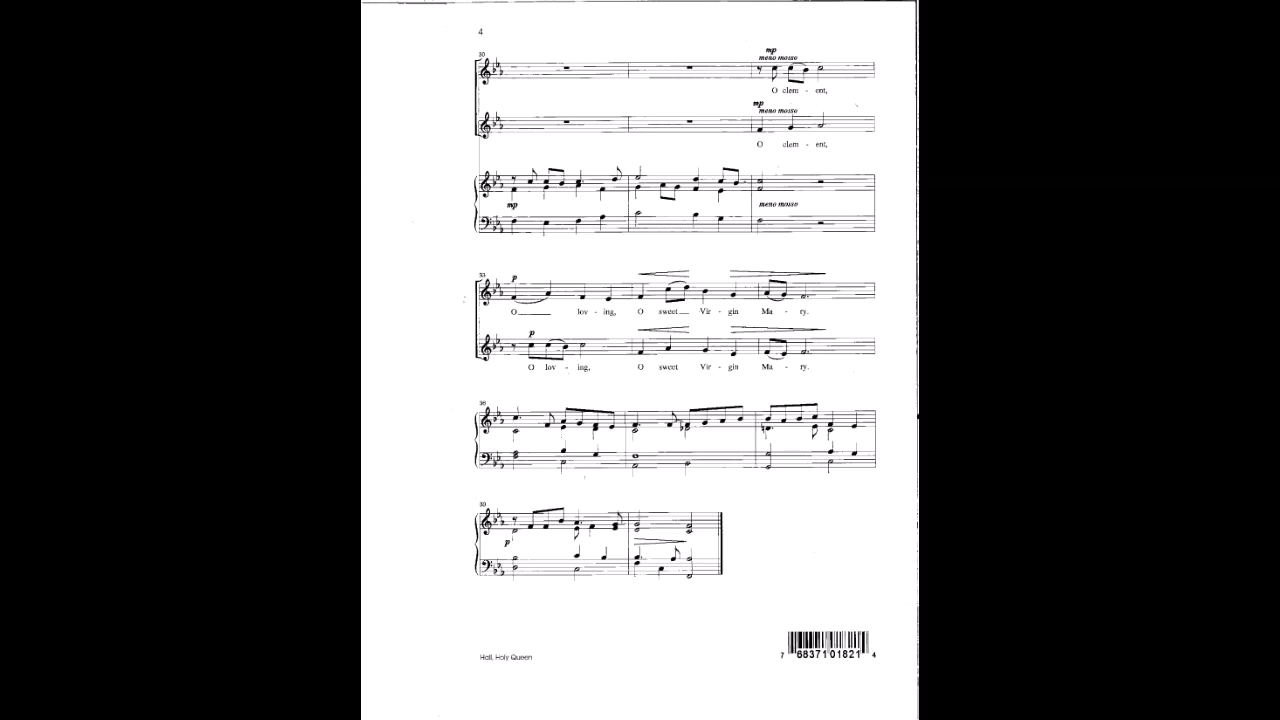 4
30
mp
meno mosso
O clem - ent,
mp
meno mosso
O clem - ent,
mp
meno mosso
33
p
O____ lov - ing, O sweet__ Vir - gin Ma - ry.
p
O lov - ing, O sweet Vir - gin Ma - ry.
36
39
p
Hail, Holy Queen
7 68371 01821 4